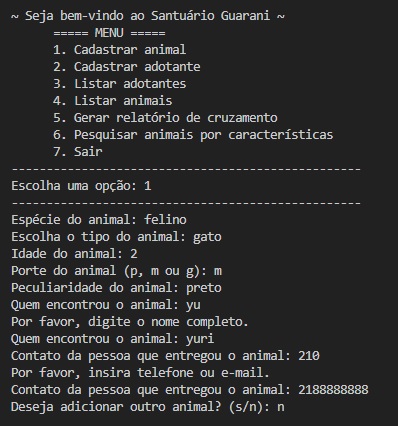 ~ Seja bem-vindo ao Santuário Guarani ~
===== MENU =====
1. Cadastrar animal
2. Cadastrar adotante
3. Listar adotantes
4. Listar animais
5. Gerar relatório de cruzamento
6. Pesquisar animais por características
7. Sair
--------------------------------------------------
Escolha uma opção: 1
--------------------------------------------------
Espécie do animal: felino
Escolha o tipo do animal: gato
Idade do animal: 2
Porte do animal (p, m ou g): m
Peculiaridade do animal: preto
Quem encontrou o animal: yu
Por favor, digite o nome completo.
Quem encontrou o animal: yuri
Contato da pessoa que entregou o animal: 210
Por favor, insira telefone ou e-mail.
Contato da pessoa que entregou o animal: 2188888888
Deseja adicionar outro animal? (s/n): n